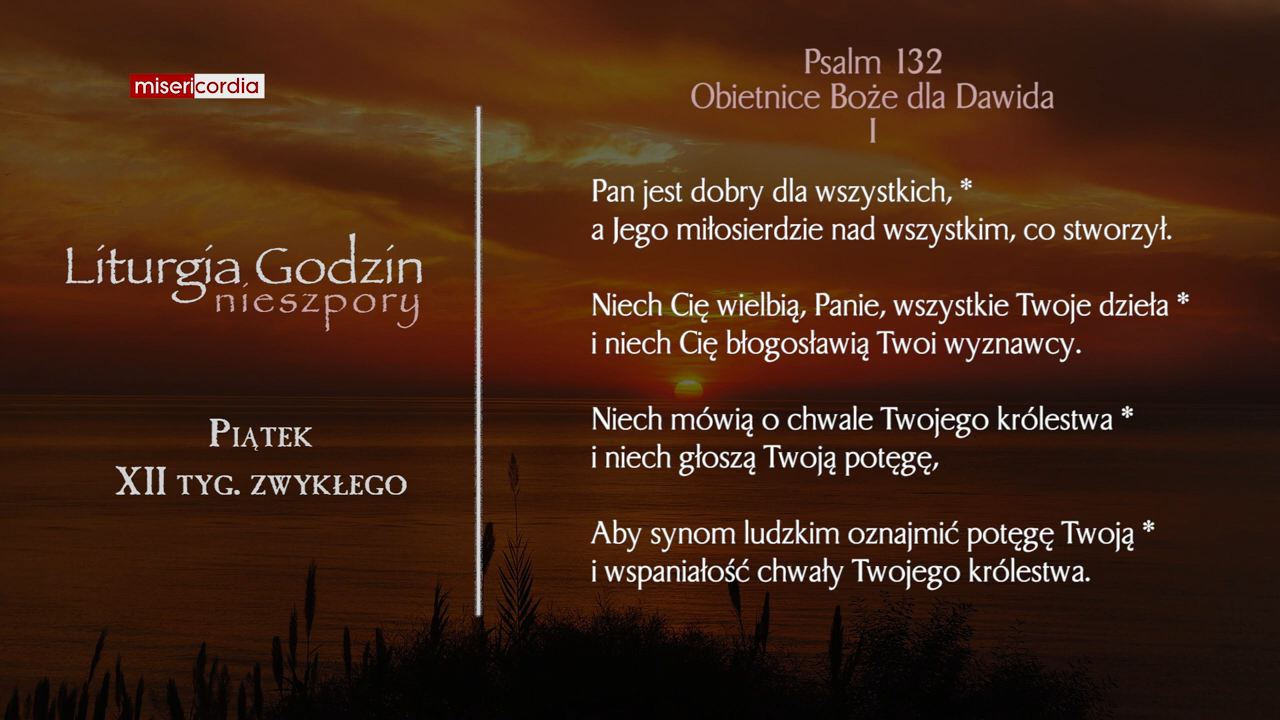 misericordia
Liturgia Godzin
nieszpory
Piątek
XII tyg. zwykłego
Psalm 132
Obietnice Boże dla Dawida
I
Pan jest dobry dla wszystkich, *
a Jego miłosierdzie nad wszystkim, co stworzył.
Niech Cię wielbią, Panie, wszystkie Twoje dzieła *
i niech Cię błogosławią Twoi wyznawcy.
Niech mówią o chwale Twojego królestwa *
i niech głoszą Twoją potęgę,
Aby synom ludzkim oznajmić potęgę Twoją *
i wspaniałość chwały Twojego królestwa.